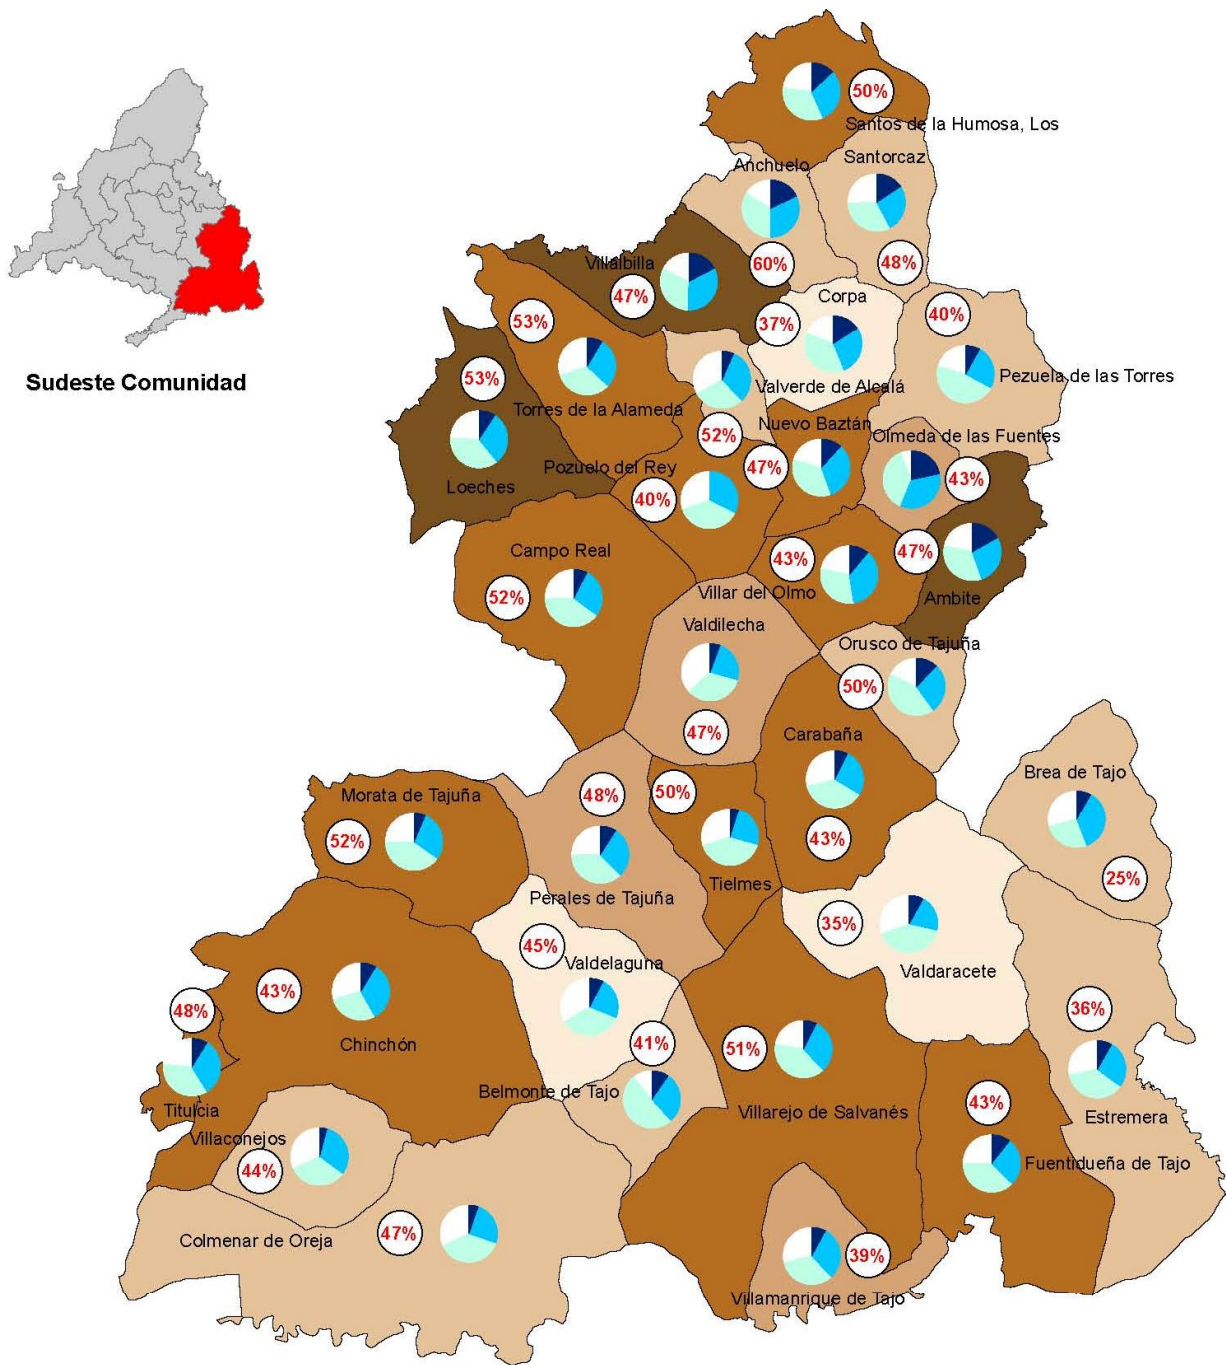 50%
Santos de la Humosa, Los
Anchuelo
Santorcaz
60%
48%
Villalbilla
47%
Corpa
37%
40%
53%
Pezuela de las Torres
Sudeste Comunidad
53%
Valverde de Alcalá
Torres de la Alameda
52%
Nuevo Baztán
Olmeda de las Fuentes
Pozuelo del Rey
47%
43%
Loeches
40%
Campo Real
43%
47%
52%
Villar del Olmo
Ambite
Valdilecha
Orusco de Tajuña
50%
47%
Carabaña
Brea de Tajo
Morata de Tajuña
48%
50%
52%
43%
25%
Tielmes
Perales de Tajuña
35%
45%
Valdelaguna
Valdaracete
43%
48%
36%
Chinchón
41%
51%
Belmonte de Tajo
Titulcia
Villarejo de Salvanés
43%
Estremera
Villaconejos
44%
Fuentidueña de Tajo
Colmenar de Oreja
47%
39%
Villamanrique de Tajo